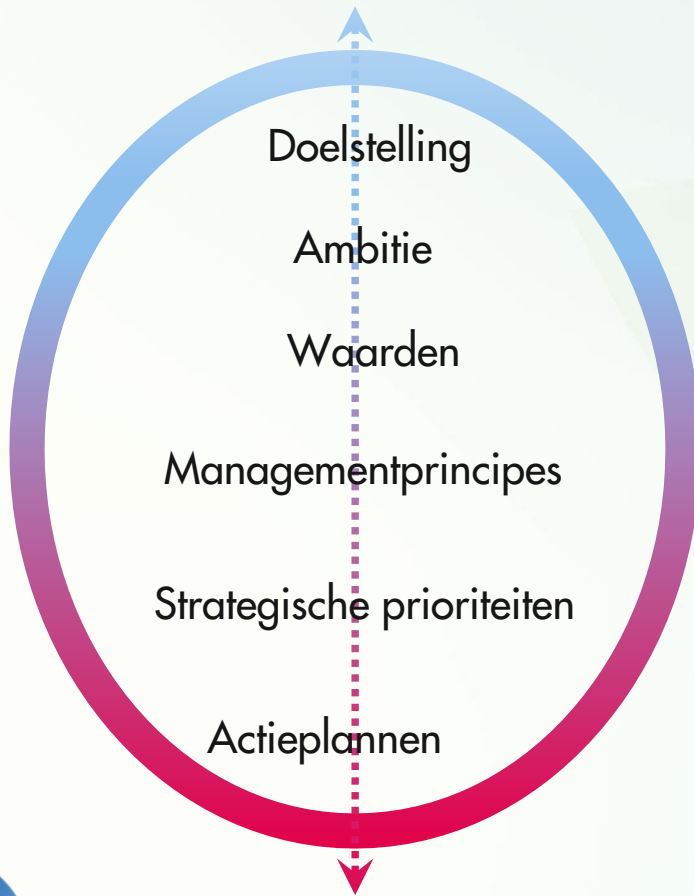 Doelstelling
Ambitie
Waarden
Managementprincipes
Strategische prioriteiten
Actieplannen